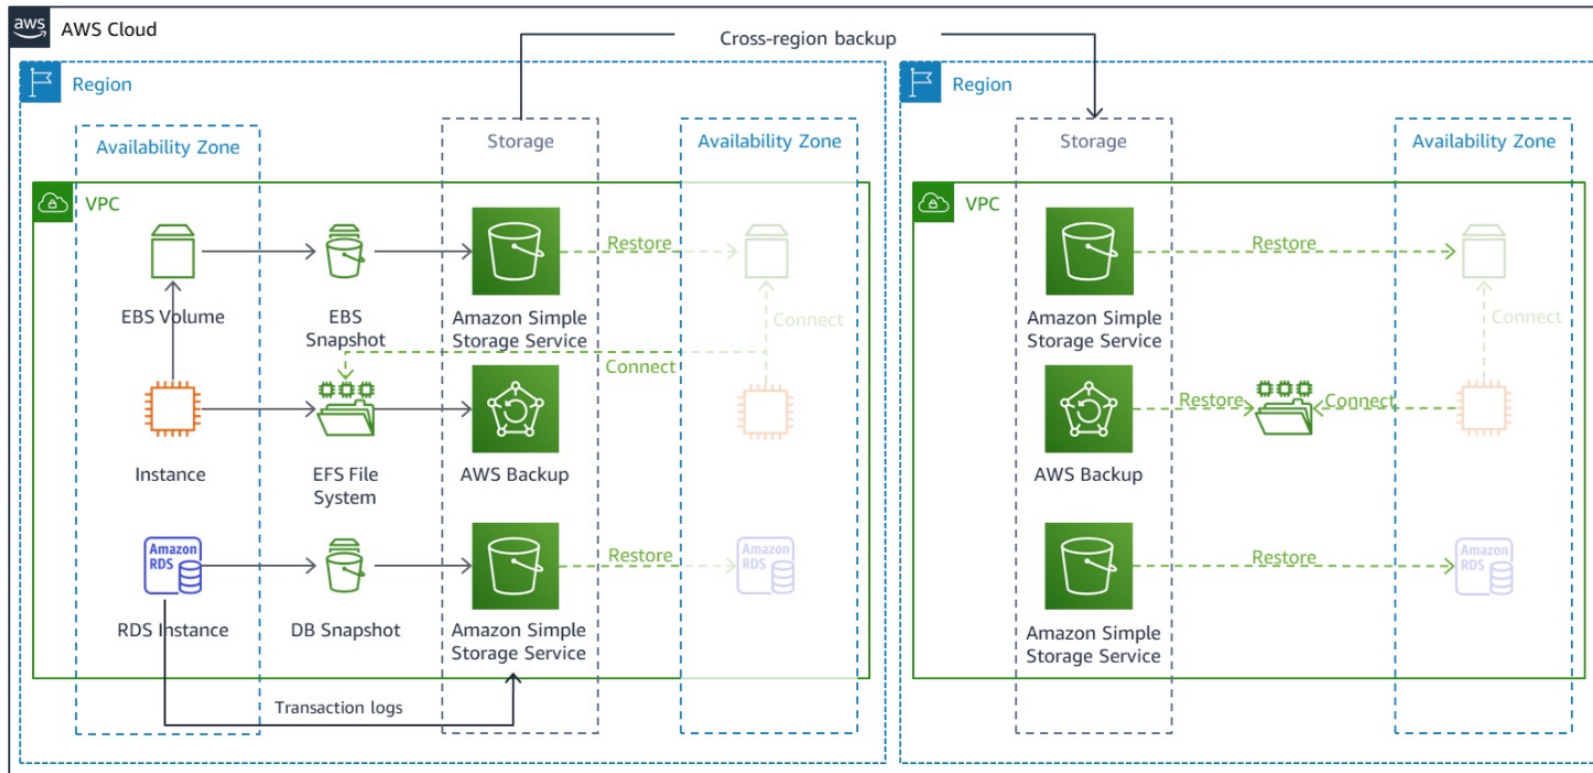 aws
AWS Cloud
Cross-region backup
Region
Region
Availability Zone
Storage
Availability Zone
Storage
Availability Zone
VPC
VPC
Restore
Restore
EBS Volume
EBS
Snapshot
Amazon Simple
Storage Service
Connect
Amazon Simple
Storage Service
Connect
Connect
Restore
Connect
Instance
EFS File
System
AWS Backup
AWS Backup
Amazon
RDS
Restore
Amazon
RDS
Restore
Amazon
RDS
RDS Instance
DB Snapshot
Amazon Simple
Storage Service
Amazon Simple
Storage Service
Transaction logs